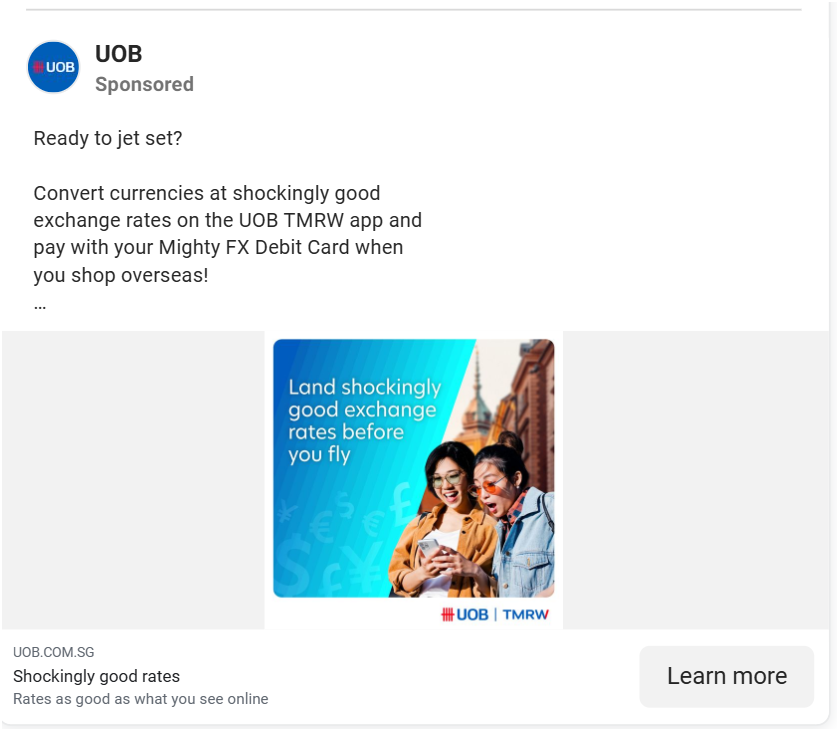 UOB
UOB
Sponsored
Ready to jet set?
Convert currencies at shockingly good
exchange rates on the UOB TMRW app and
pay with your Mighty FX Debit Card when
you shop overseas!
...
Land shockingly
good exchange
rates before
you fly
¥ € $ € £
$ £ ¥
UOB | TMRW
UOB.COM.SG
Shockingly good rates
Rates as good as what you see online
Learn more